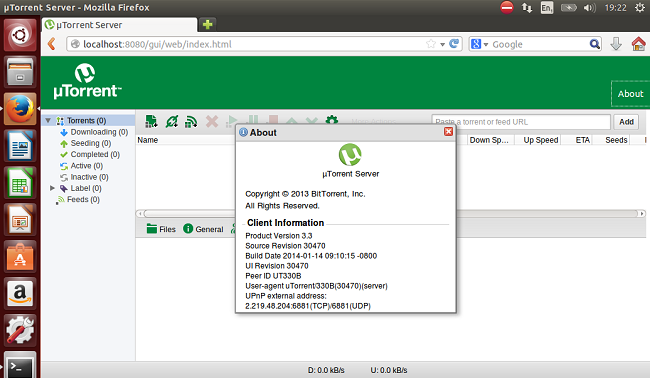 µTorrent Server - Mozilla Firefox
En
19:22
µTorrent Server
localhost:8080/gui/web/index.html
Google
µTorrent™
About
Torrents (0)
Downloading (0)
Seeding (0)
Completed (0)
Active (0)
Inactive (0)
Label (0)
Feeds (0)
Paste a torrent or feed URL
Add
Name
Down Sp...
Up Speed
ETA
Seeds
Files
General
About
µTorrent Server
Copyright © 2013 BitTorrent, Inc.
All Rights Reserved.
Client Information
Product Version 3.3
Source Revision 30470
Build Date 2014-01-14 09:10:15 -0800
UI Revision 30470
Peer ID UT330B
User-agent uTorrent/330B(30470)(server)
UPnP external address:
2.219.48.204:6881(TCP)/6881(UDP)
D: 0.0 kB/s
U: 0.0 kB/s